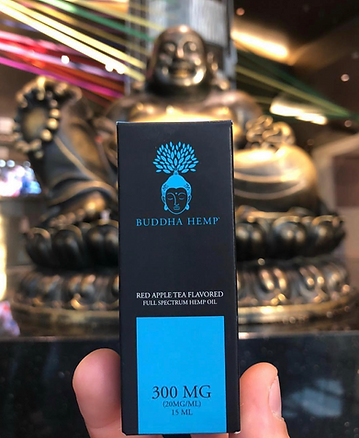 BUDDHA HEMP®
RED APPLE TEA FLAVORED
FULL SPECTRUM HEMP OIL
300 MG
(20MG/ML)
15 ML